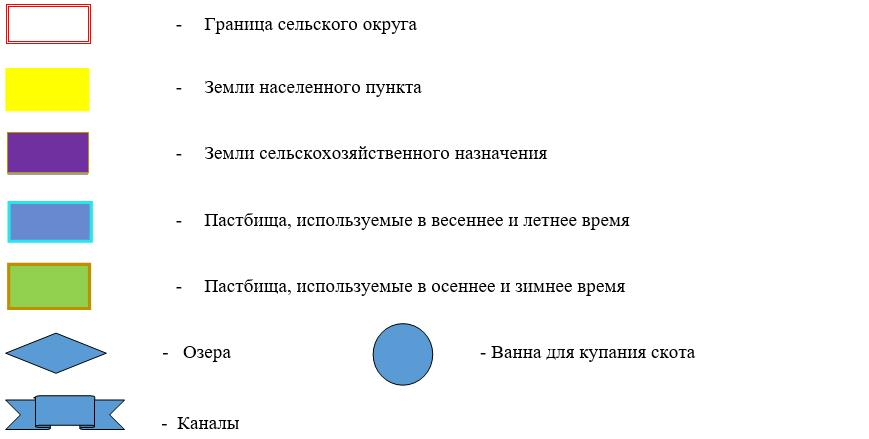 - Граница сельского округа
- Земли населенного пункта
- Земли сельскохозяйственного назначения
- Пастбища, используемые в весеннее и летнее время
- Пастбища, используемые в осеннее и зимнее время
- Озера - Ванна для купания скота
- Каналы